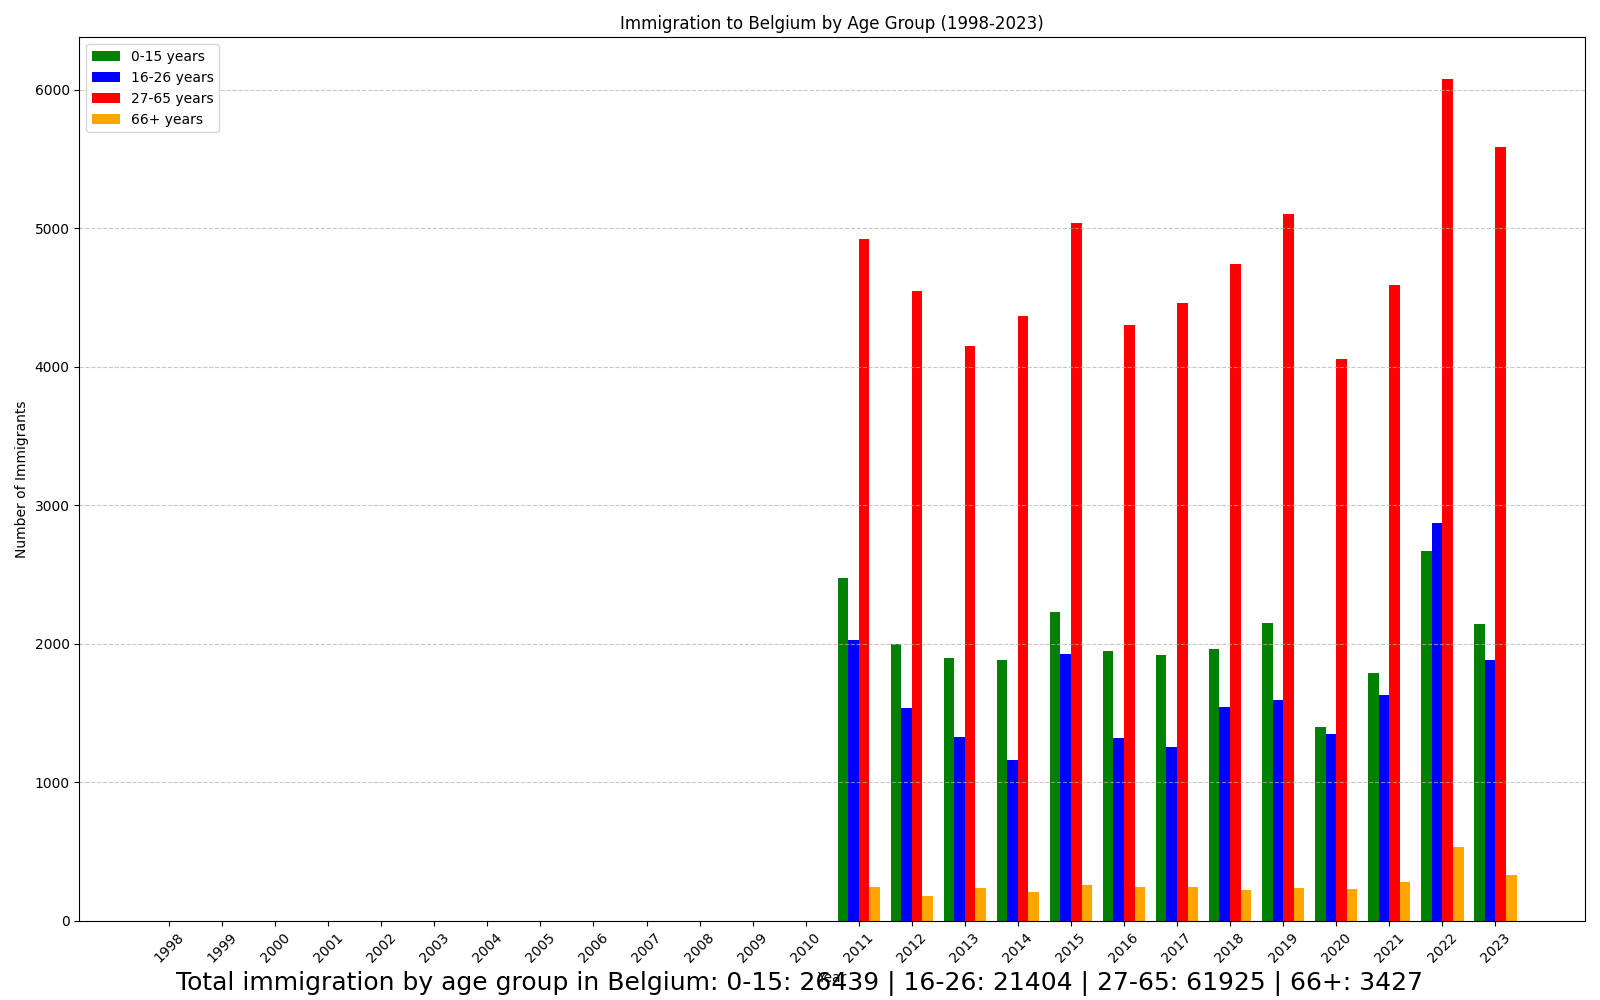 Immigration to Belgium by Age Group (1998-2023)
0-15 years
16-26 years
27-65 years
66+ years
Number of Immigrants
6000
5000
4000
3000
2000
1000
0
1998 1999 2000 2001 2002 2003 2004 2005 2006 2007 2008 2009 2010 2011 2012 2013 2014 2015 2016 2017 2018 2019 2020 2021 2022 2023
Year
Total immigration by age group in Belgium: 0-15: 26439 | 16-26: 21404 | 27-65: 61925 | 66+: 3427